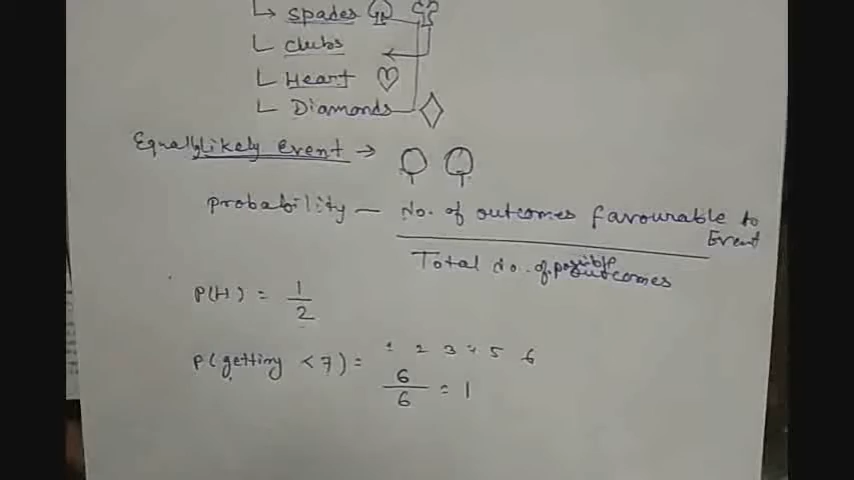 ↳ Spades
└ clubs
└ Heart
└ Diamonds
Equally likely Event →
probability — No. of outcomes favourable to Event
Total No. of possible outcomes
P(H) = 1/2
1 2 3 4 5 6
P(getting < 7) = 6/6 = 1